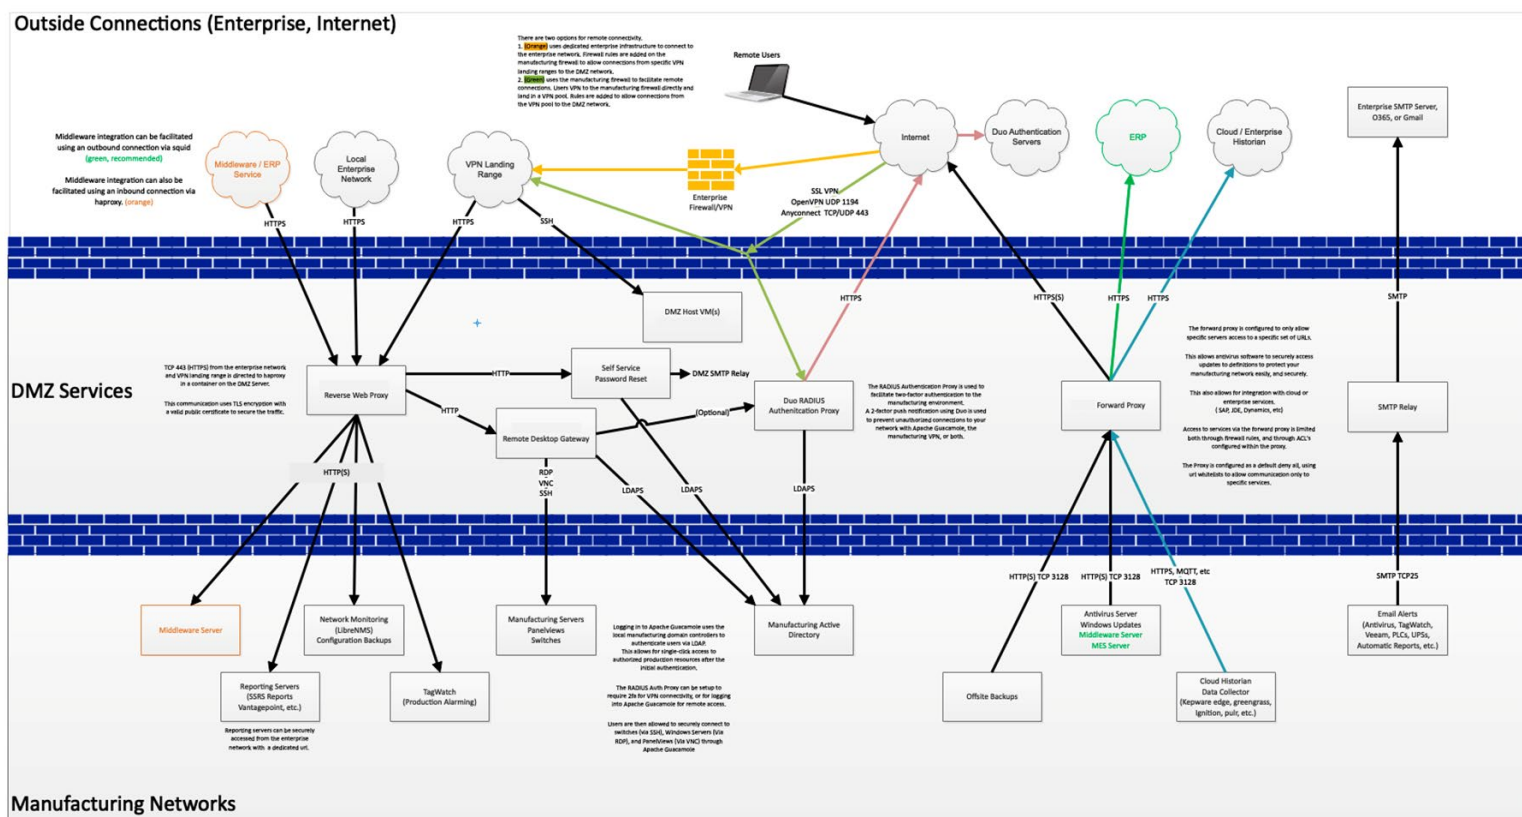 Outside Connections (Enterprise, Internet)
There are two options for remote connectivity.
1. (Orange) uses dedicated enterprise infrastructure to connect to
the enterprise network. Firewall rules are added on the
manufacturing firewall to allow connections from specific VPN
landing ranges to the DMZ network.
2. (Green) uses the manufacturing firewall to facilitate remote
connections. Users VPN to the manufacturing firewall directly and
land in a VPN pool. Rules are added to allow connections from
the VPN pool to the DMZ network.
Remote Users
Middleware integration can be facilitated
using an outbound connection via squid
(green, recommended)
Middleware integration can also be
facilitated using an inbound connection via
haproxy. (orange)
Middleware / ERP
Service
Local
Enterprise
Network
VPN Landing
Range
Enterprise
Firewall/VPN
Internet
Duo Authentication
Servers
ERP
Cloud / Enterprise
Historian
Enterprise SMTP Server,
O365, or Gmail
SSL VPN
OpenVPN UDP 1194
Anyconnect TCP/UDP 443
HTTPS
HTTPS
HTTPS
SSH
HTTPS
HTTPS(S)
HTTPS
HTTPS
SMTP
DMZ Services
DMZ Host VM(s)
TCP 443 (HTTPS) from the enterprise network
and VPN landing range is directed to haproxy
in a container on the DMZ Server.
This communication uses TLS encryption with
a valid public certificate to secure the traffic.
Reverse Web Proxy
HTTP
Self Service
Password Reset
DMZ SMTP Relay
HTTP
Remote Desktop Gateway
(Optional)
Duo RADIUS
Authenitcation Proxy
The RADIUS Authentication Proxy is used to
facilitate two-factor authentication to the
manufacturing environment.
A 2-factor push notification using Duo is used
to prevent unauthorized connections to your
network with Apache Guacamole, the
manufacturing VPN, or both.
Forward Proxy
The forward proxy is configured to only allow
specific servers access to a specific set of URLs.
This allows antivirus software to securely access
updates to definitions to protect your
manufacturing network easily, and securely.
This also allows for integration with cloud or
enterprise services.
( SAP, JDE, Dynamics, etc)
Access to services via the forward proxy is limited
both through firewall rules, and through ACL's
configured within the proxy.
The Proxy is configured as a default deny all, using
url whitelists to allow communication only to
specific services.
SMTP Relay
HTTP(S)
RDP
VNC
SSH
LDAPS
LDAPS
LDAPS
HTTP(S) TCP 3128
HTTP(S) TCP 3128
HTTPS, MQTT, etc
TCP 3128
SMTP TCP25
Middleware Server
Network Monitoring
(LibreNMS)
Configuration Backups
Manufacturing Servers
Panelviews
Switches
Manufacturing Active
Directory
Antivirus Server
Windows Updates
Middleware Server
MES Server
Email Alerts
(Antivirus, TagWatch,
Veeam, PLCs, UPSs,
Automatic Reports, etc.)
Reporting Servers
(SSRS Reports
Vantagepoint, etc.)
Reporting servers can be securely
accessed from the enterprise
network with a dedicated url.
TagWatch
(Production Alarming)
Logging in to Apache Guacamole uses the
local manufacturing domain controllers to
authenticate users via LDAP.
This allows for single-click access to
authorized production resources after the
initial authentication.
The RADIUS Auth Proxy can be setup to
require 2fa for VPN connectivity, or for logging
into Apache Guacamole for remote access.
Users are then allowed to securely connect to
switches (via SSH), Windows Servers (Via
RDP), and PanelViews (Via VNC) through
Apache Guacamole
Offsite Backups
Cloud Historian
Data Collector
(Kepware edge, greengrass,
Ignition, etc.)
Manufacturing Networks